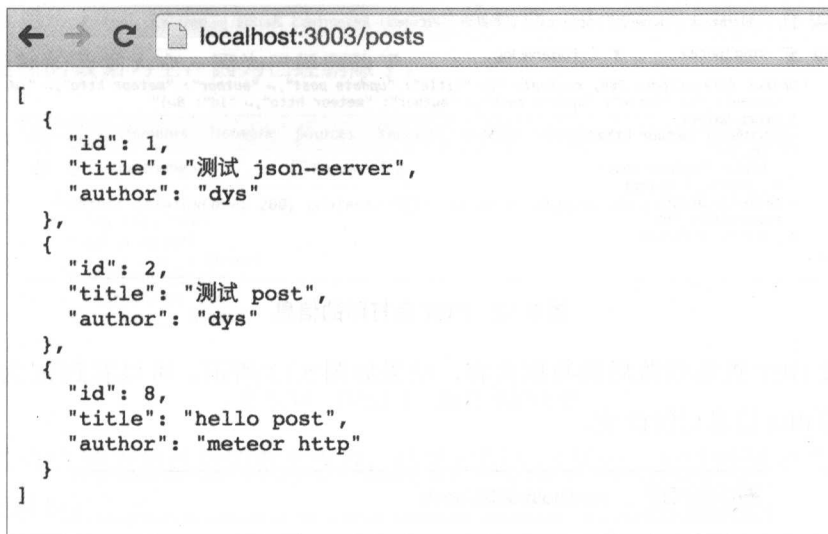 localhost:3003/posts
[
  {
    "id": 1,
    "title": "测试 json-server",
    "author": "dys"
  },
  {
    "id": 2,
    "title": "测试 post",
    "author": "dys"
  },
  {
    "id": 8,
    "title": "hello post",
    "author": "meteor http"
  }
]